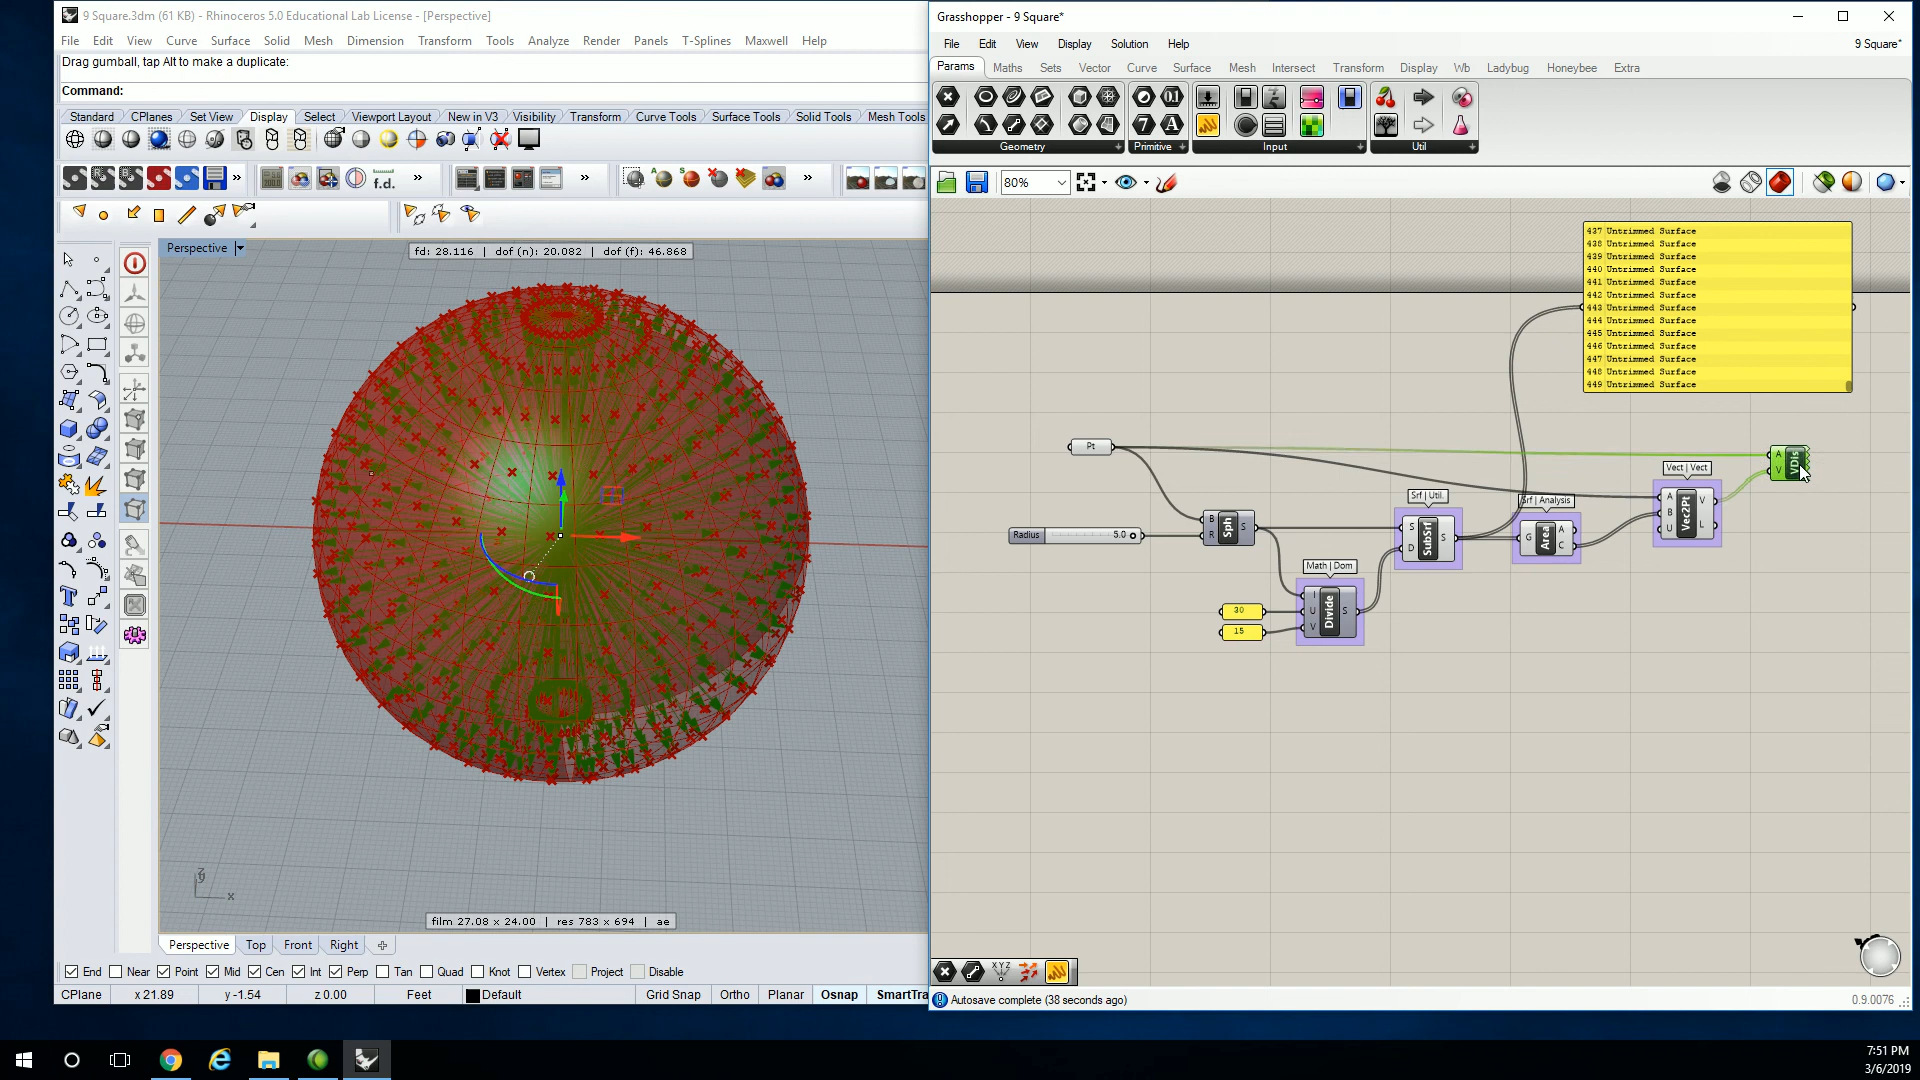 9 Square.3dm (61 KB) - Rhinoceros 5.0 Educational Lab License - [Perspective]
File Edit View Curve Surface Solid Mesh Dimension Transform Tools Analyze Render Panels T-Splines Maxwell Help
Drag gumball, tap Alt to make a duplicate:
Command:
Standard CPlanes Set View Display Select Viewport Layout New in V3 Visibility Transform Curve Tools Surface Tools Solid Tools Mesh Tools
f.d.
Perspective
fd: 28.116 | dof (n): 20.082 | dof (f): 46.868
x
film 27.08 x 24.00 | res 783 x 694 | ae
Perspective Top Front Right
End Near Point Mid Cen Int Perp Tan Quad Knot Vertex Project Disable
CPlane x 21.89 y -1.54 z 0.00 Feet Default Grid Snap Ortho Planar Osnap SmartTra
Grasshopper - 9 Square*
File Edit View Display Solution Help
9 Square*
Params Maths Sets Vector Curve Surface Mesh Intersect Transform Display Wb Ladybug Honeybee Extra
Geometry Primitive Input Util
80%
437 Untrimmed Surface
438 Untrimmed Surface
439 Untrimmed Surface
440 Untrimmed Surface
441 Untrimmed Surface
442 Untrimmed Surface
443 Untrimmed Surface
444 Untrimmed Surface
445 Untrimmed Surface
446 Untrimmed Surface
447 Untrimmed Surface
448 Untrimmed Surface
449 Untrimmed Surface
Pt
A V VDis
Vect | Vect
A B U Vec2Pt V L
Srf | Util.
S D SubSrf S
Srf | Analysis
G Area A C
Radius 5.0
B R Sph S
Math | Dom
I U V Divide S
30
15
XYZ
Autosave complete (38 seconds ago)
0.9.0076
7:51 PM
3/6/2019